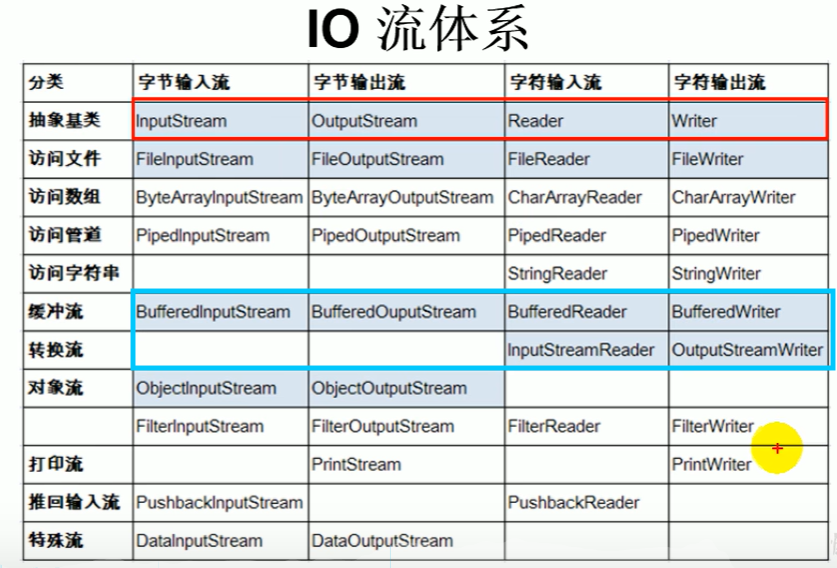 IO 流体系
分类 字节输入流 字节输出流 字符输入流 字符输出流
抽象基类 InputStream OutputStream Reader Writer
访问文件 FileInputStream FileOutputStream FileReader FileWriter
访问数组 ByteArrayInputStream ByteArrayOutputStream CharArrayReader CharArrayWriter
访问管道 PipedInputStream PipedOutputStream PipedReader PipedWriter
访问字符串 StringReader StringWriter
缓冲流 BufferedInputStream BufferedOuputStream BufferedReader BufferedWriter
转换流 InputStreamReader OutputStreamWriter
对象流 ObjectInputStream ObjectOutputStream
FilterInputStream FilterOutputStream FilterReader FilterWriter
打印流 PrintStream PrintWriter
推回输入流 PushbackInputStream PushbackReader
特殊流 DataInputStream DataOutputStream